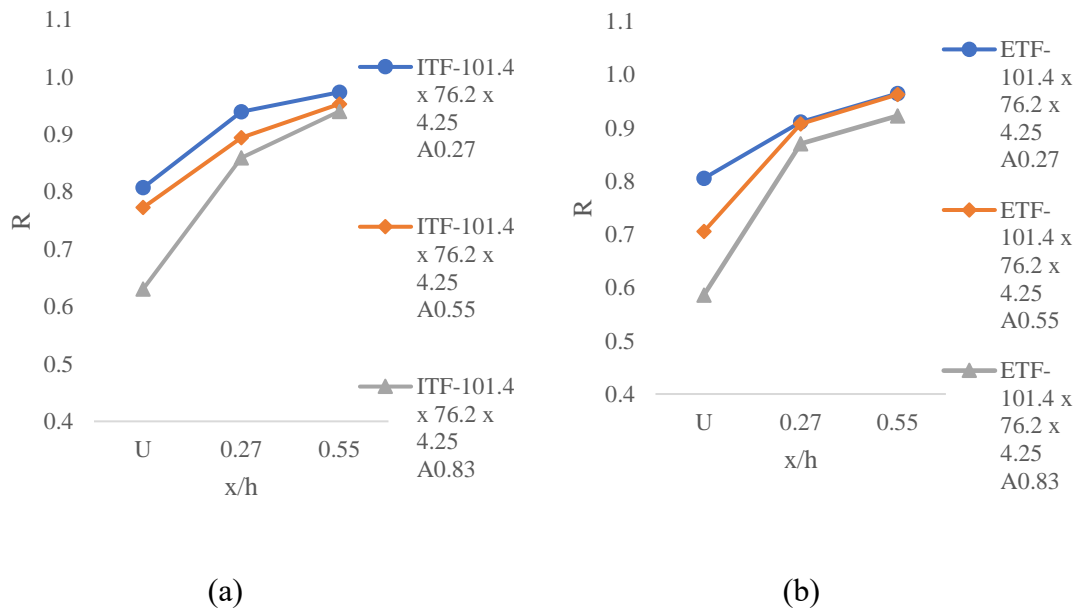 1.1
1.0
0.9
0.8
0.7
0.6
0.5
0.4
R
U
0.27
0.55
x/h
ITF-101.4
x 76.2 x
4.25
A0.27
ITF-101.4
x 76.2 x
4.25
A0.55
ITF-101.4
x 76.2 x
4.25
A0.83
(a)
1.1
1.0
0.9
0.8
0.7
0.6
0.5
0.4
R
U
0.27
0.55
x/h
ETF-
101.4 x
76.2 x
4.25
A0.27
ETF-
101.4 x
76.2 x
4.25
A0.55
ETF-
101.4 x
76.2 x
4.25
A0.83
(b)